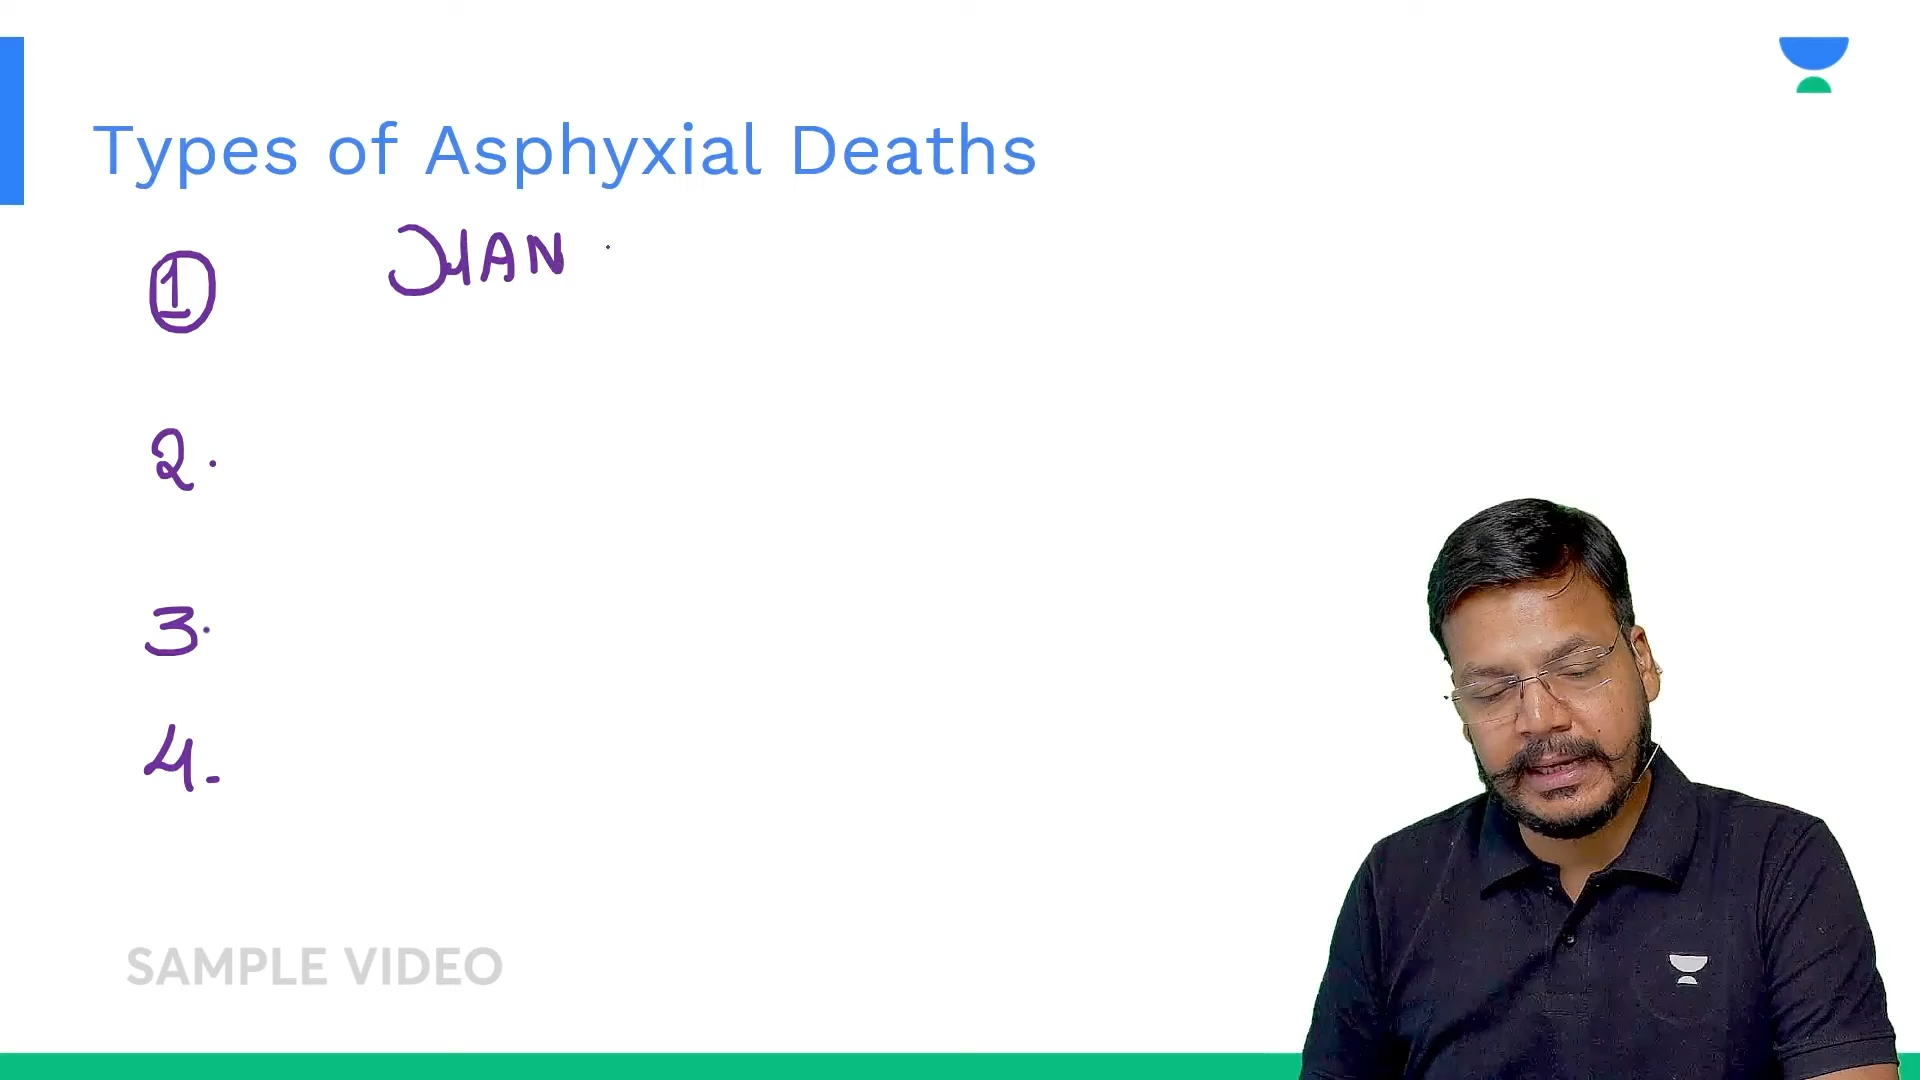 Types of Asphyxial Deaths
1 HAN
2.
3.
4.
SAMPLE VIDEO